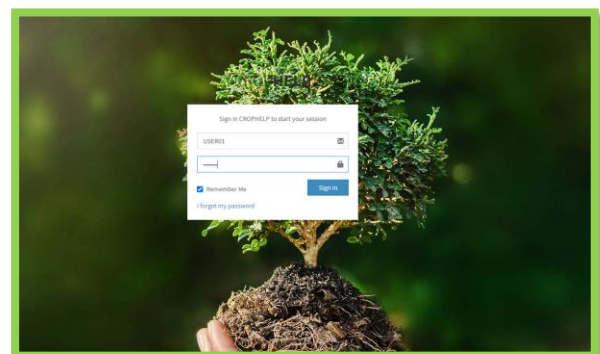 Sign in CROPHELP to start your session
USER01
Remember Me
Sign In
I forgot my password